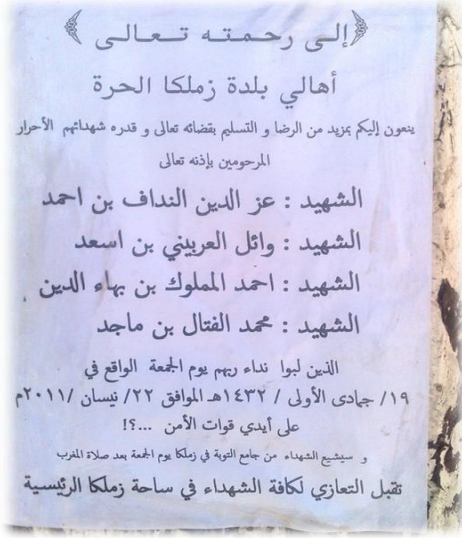 ﴿ إلى رحمته تعالى ﴾
أهالي بلدة زملكا الحرة
ينعون إليكم بمزيد من الرضا و التسليم بقضائه تعالى و قدره شهدائهم الأحرار
المرحومين بإذنه تعالى
الشهيد : عز الدين النداف بن احمد
الشهيد : وائل العربيني بن اسعد
الشهيد : احمد المملوك بن بهاء الدين
الشهيد : محمد الفتال بن ماجد
الذين لبوا نداء ربهم يوم الجمعة الواقع في
١٩/ جمادى الأولى / ١٤٣٢هـ الموافق ٢٢/ نيسان /٢٠١١م
على أيدي قوات الأمن ...؟!
و سيشيع الشهداء من جامع التوبة في زملكا يوم الجمعة بعد صلاة المغرب
تقبل التعازي لكافة الشهداء في ساحة زملكا الرئيسية